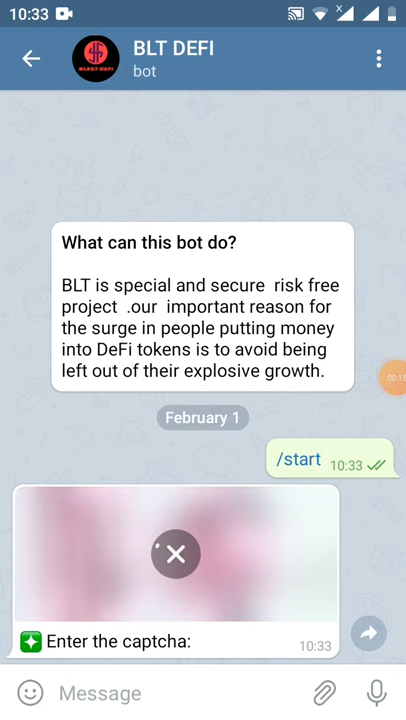 10:33
BLT DEFI
bot
What can this bot do?
BLT is special and secure  risk free
project  .our  important reason for
the surge in people putting money
into DeFi tokens is to avoid being
left out of their explosive growth.
February 1
/start 10:33
Enter the captcha:
10:33
Message